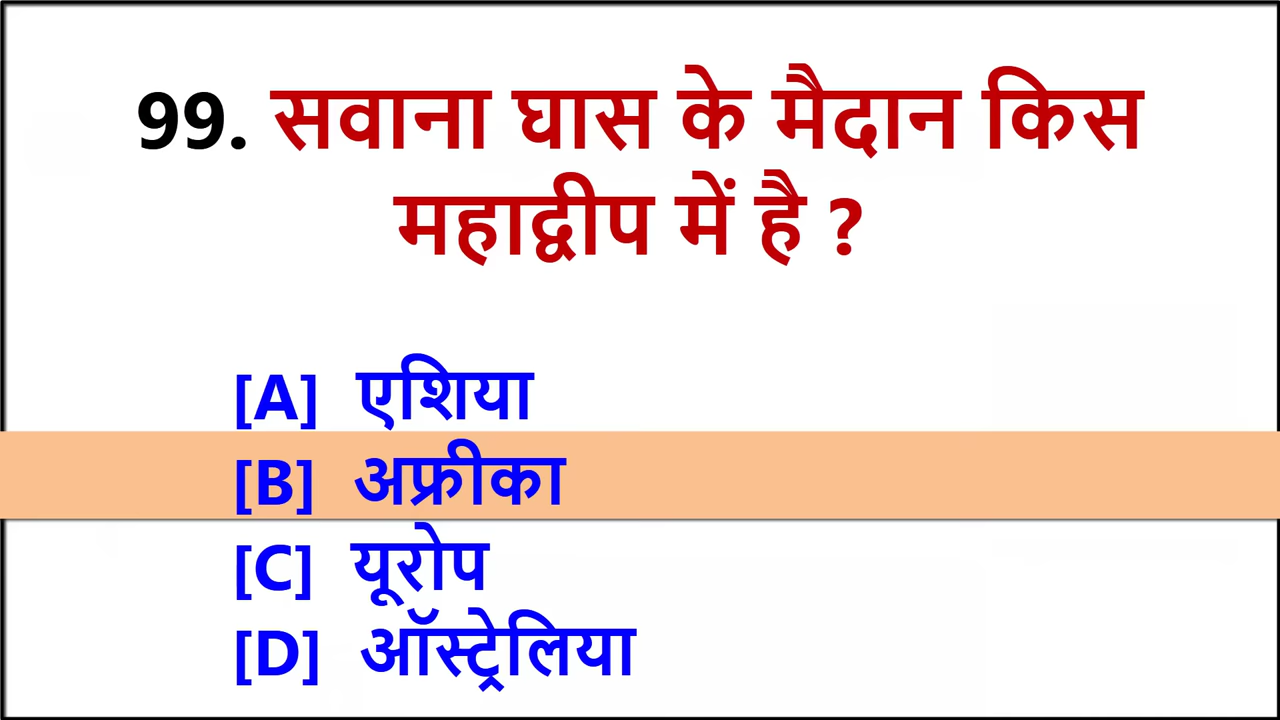 99. सवाना घास के मैदान किस
महाद्वीप में है ?
[A] एशिया
[B] अफ्रीका
[C] यूरोप
[D] ऑस्ट्रेलिया